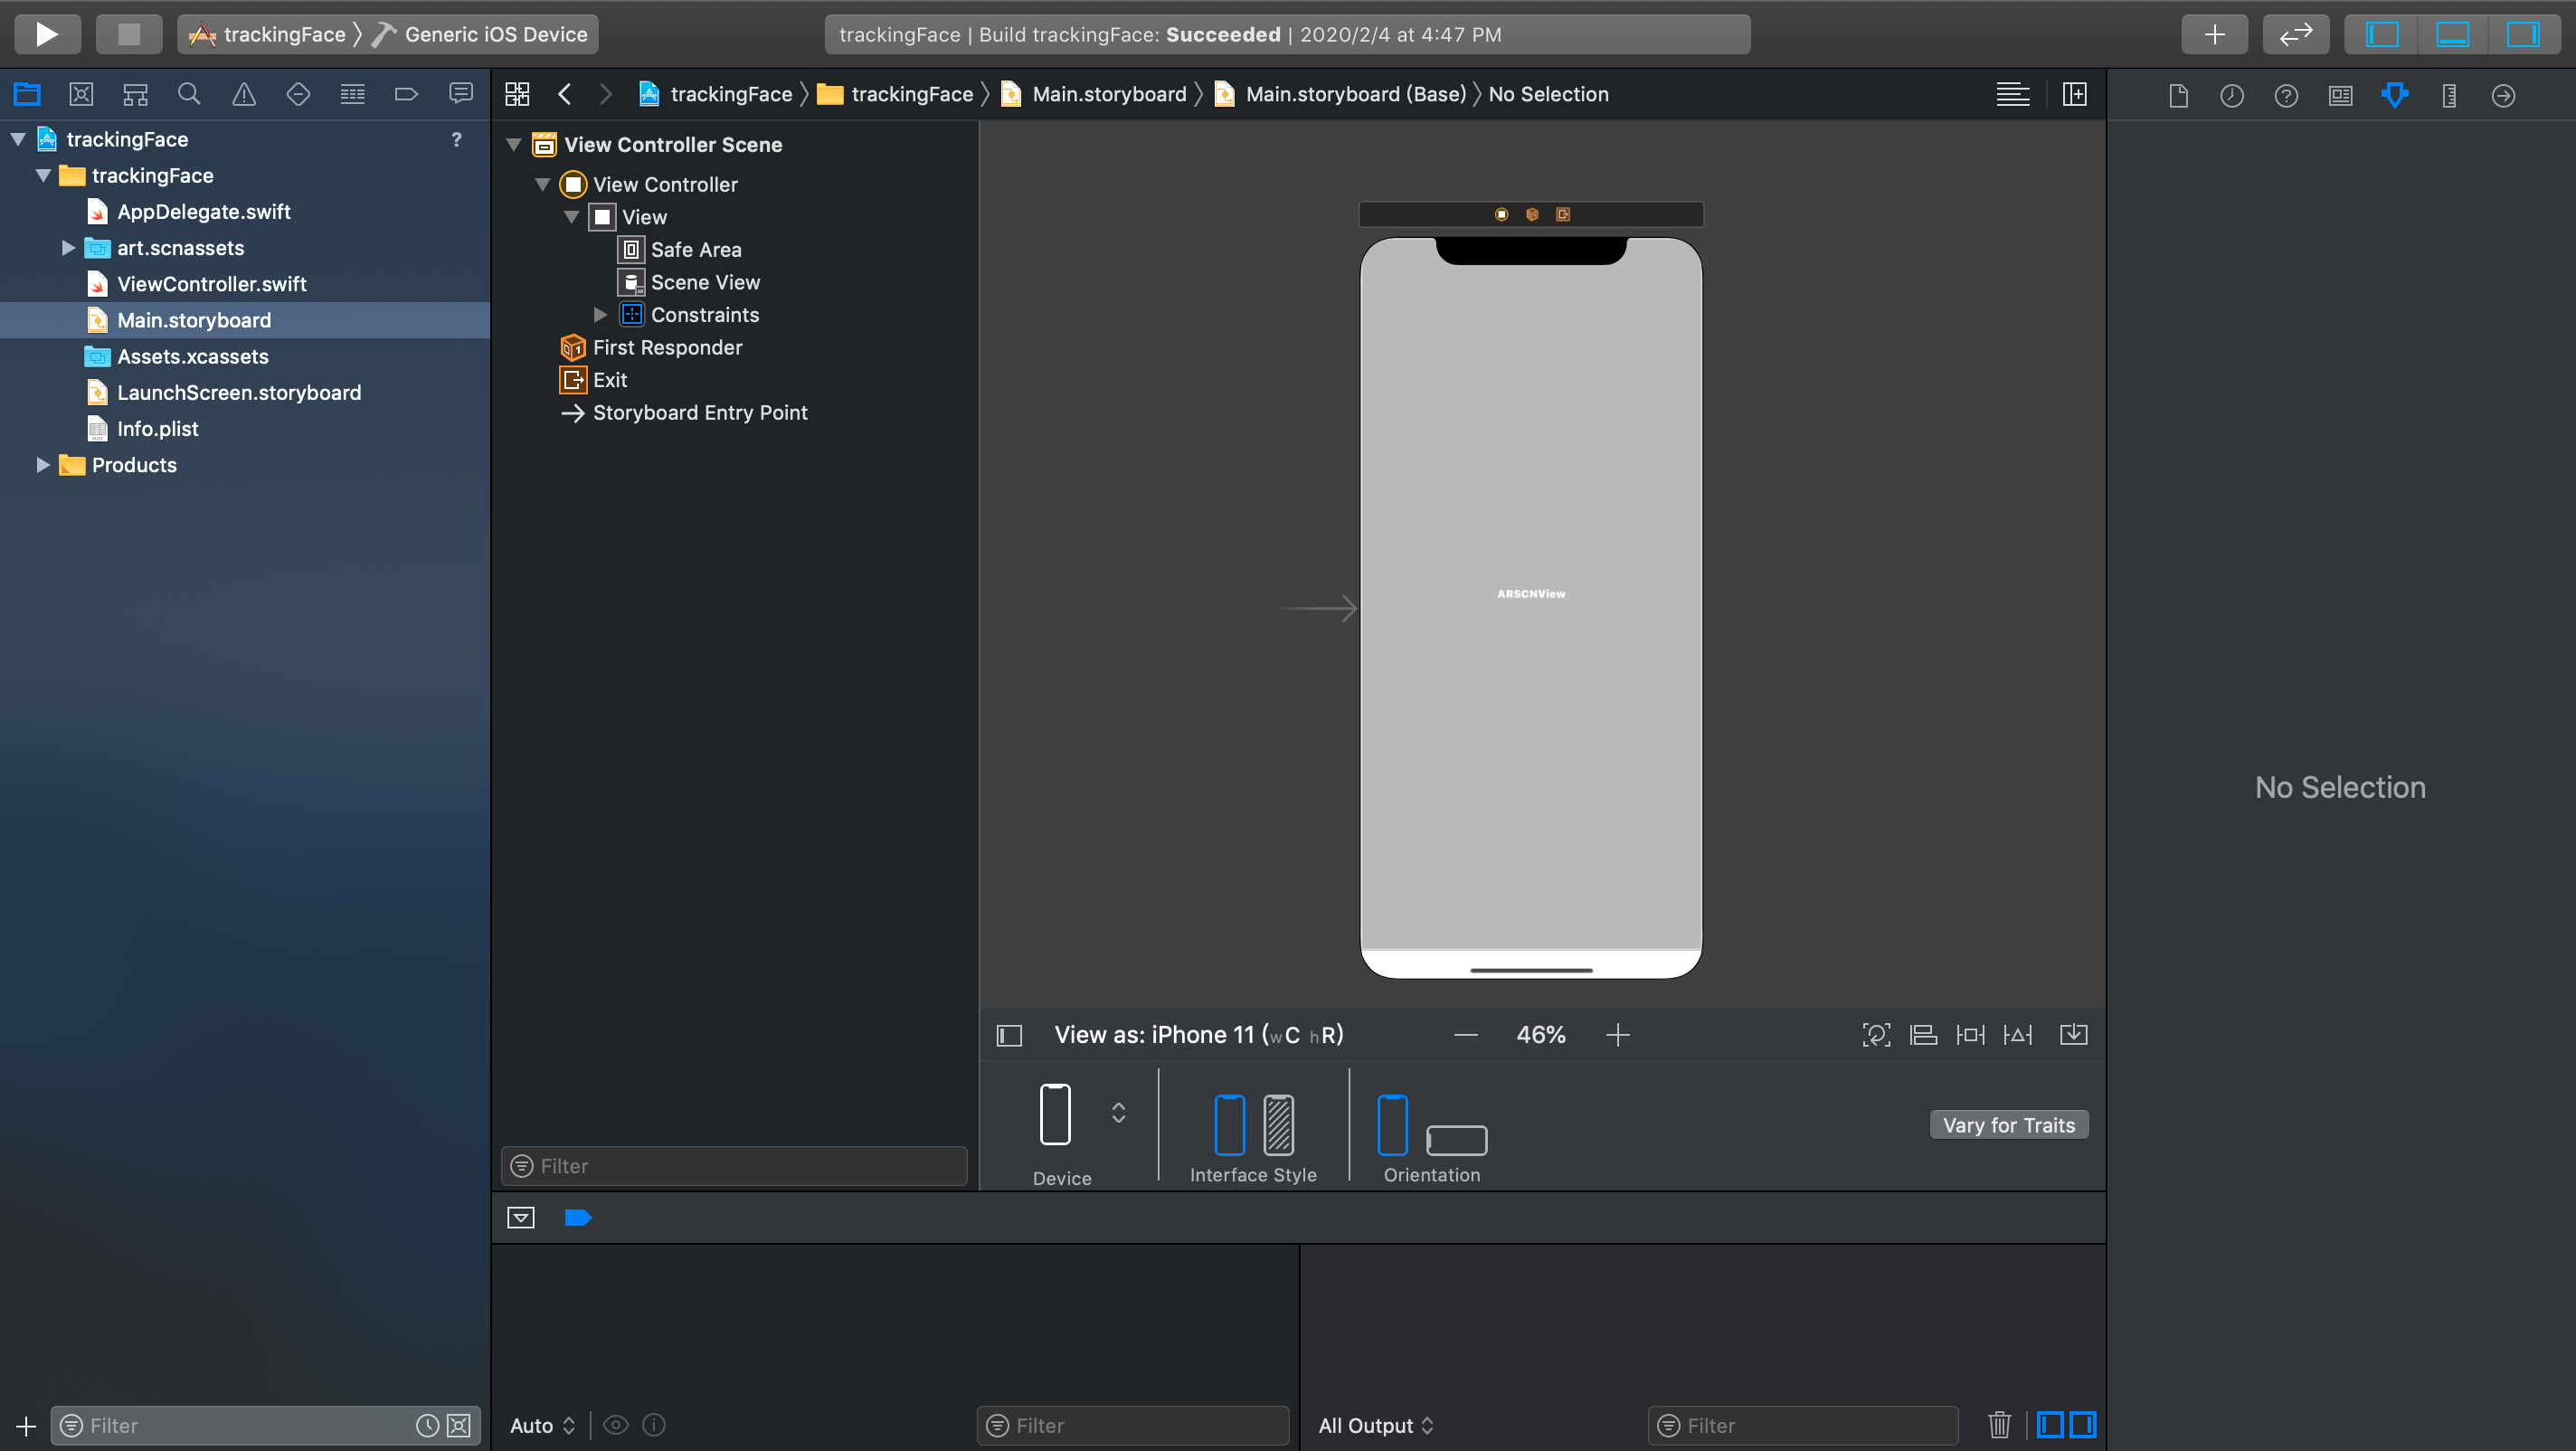 trackingFace 〉 Generic iOS Device
trackingFace | Build trackingFace: Succeeded | 2020/2/4 at 4:47 PM
trackingFace 〉 trackingFace 〉 Main.storyboard 〉 Main.storyboard (Base) 〉 No Selection
trackingFace ?
trackingFace
AppDelegate.swift
art.scnassets
ViewController.swift
Main.storyboard
Assets.xcassets
LaunchScreen.storyboard
Info.plist
Products
Filter
View Controller Scene
View Controller
View
Safe Area
Scene View
Constraints
First Responder
Exit
Storyboard Entry Point
Filter
ARSCNView
View as: iPhone 11 (wC hR)
46%
Device
Interface Style
Orientation
Vary for Traits
No Selection
Auto
Filter
All Output
Filter